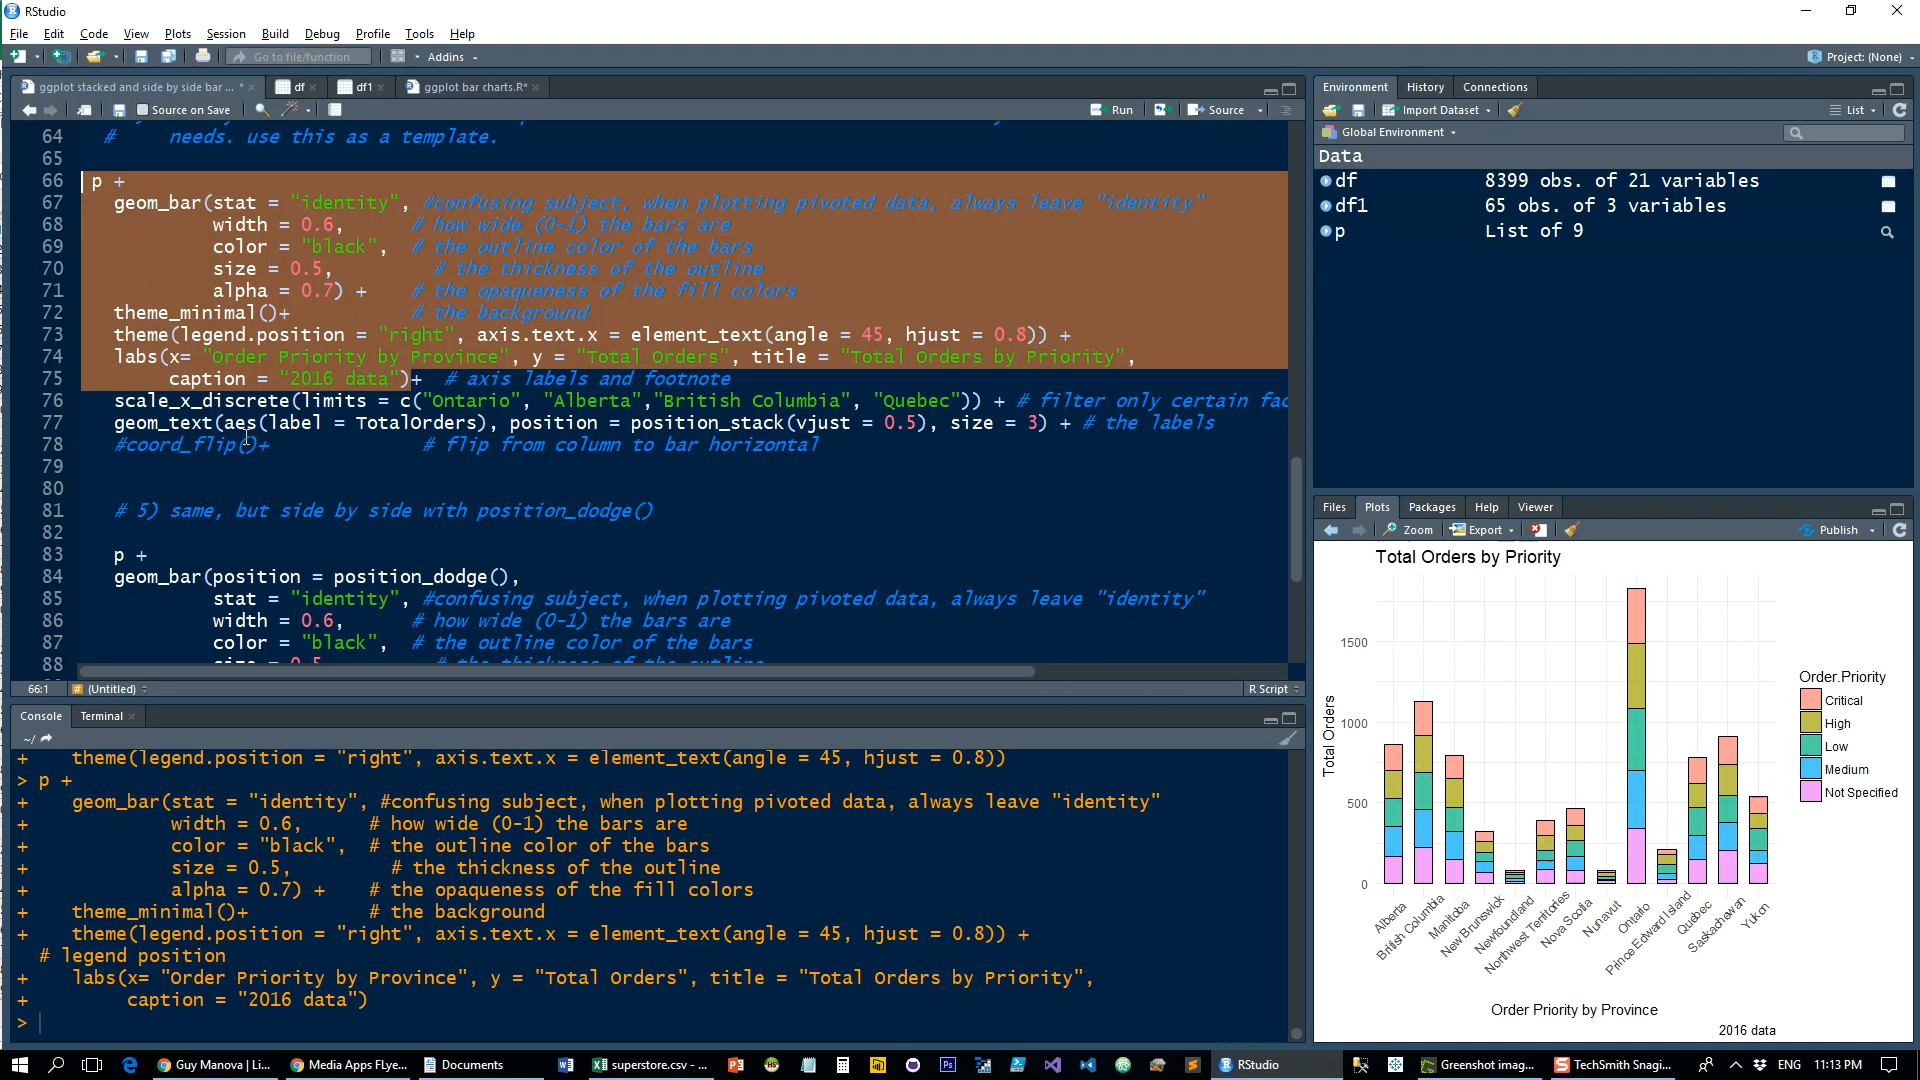 RStudio
File Edit Code View Plots Session Build Debug Profile Tools Help
Go to file/function Addins Project: (None)
ggplot stacked and side by side bar ... * df df1 ggplot bar charts.R*
Source on Save Run Source
64 # needs. use this as a template.
65
66 p +
67 geom_bar(stat = "identity", #confusing subject, when plotting pivoted data, always leave "identity"
68 width = 0.6, # how wide (0-1) the bars are
69 color = "black", # the outline color of the bars
70 size = 0.5, # the thickness of the outline
71 alpha = 0.7) + # the opaqueness of the fill colors
72 theme_minimal()+ # the background
73 theme(legend.position = "right", axis.text.x = element_text(angle = 45, hjust = 0.8)) +
74 labs(x= "Order Priority by Province", y = "Total Orders", title = "Total Orders by Priority",
75 caption = "2016 data")+ # axis labels and footnote
76 scale_x_discrete(limits = c("Ontario", "Alberta","British Columbia", "Quebec")) + # filter only certain fac
77 geom_text(aes(label = TotalOrders), position = position_stack(vjust = 0.5), size = 3) + # the labels
78 #coord_flip()+ # flip from column to bar horizontal
79
80
81 # 5) same, but side by side with position_dodge()
82
83 p +
84 geom_bar(position = position_dodge(),
85 stat = "identity", #confusing subject, when plotting pivoted data, always leave "identity"
86 width = 0.6, # how wide (0-1) the bars are
87 color = "black", # the outline color of the bars
88 size = 0.5 # the thickness of the outline
66:1 (Untitled) R Script
Console Terminal
~/
+ theme(legend.position = "right", axis.text.x = element_text(angle = 45, hjust = 0.8))
> p +
+ geom_bar(stat = "identity", #confusing subject, when plotting pivoted data, always leave "identity"
+ width = 0.6, # how wide (0-1) the bars are
+ color = "black", # the outline color of the bars
+ size = 0.5, # the thickness of the outline
+ alpha = 0.7) + # the opaqueness of the fill colors
+ theme_minimal()+ # the background
+ theme(legend.position = "right", axis.text.x = element_text(angle = 45, hjust = 0.8)) +
# legend position
+ labs(x= "Order Priority by Province", y = "Total Orders", title = "Total Orders by Priority",
+ caption = "2016 data")
>
Environment History Connections
Import Dataset List
Global Environment
Data
df 8399 obs. of 21 variables
df1 65 obs. of 3 variables
p List of 9
Files Plots Packages Help Viewer
Zoom Export Publish
Total Orders by Priority
Total Orders
1500
1000
500
0
Order.Priority
Critical
High
Low
Medium
Not Specified
Alberta
British Columbia
Manitoba
New Brunswick
Newfoundland
Northwest Territories
Nova Scotia
Nunavut
Ontario
Prince Edward Island
Quebec
Saskachewan
Yukon
Order Priority by Province
2016 data
Guy Manova | Li... Media Apps FLye... Documents superstore.csv - ... RStudio Greenshot imag... TechSmith Snagi... ENG 11:13 PM